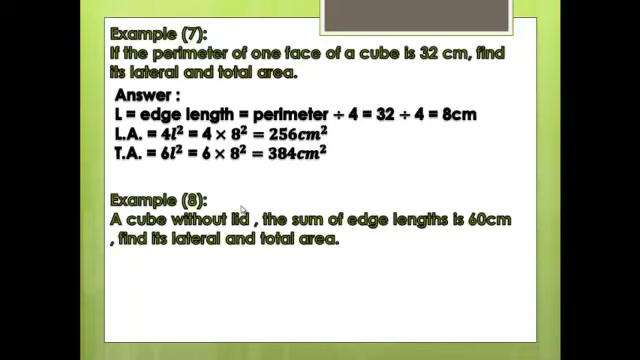 Example (7):
If the perimeter of one face of a cube is 32 cm, find
its lateral and total area.
Answer :
L = edge length = perimeter ÷ 4 = 32 ÷ 4 = 8cm
L.A. = 4l² = 4 × 8² = 256cm²
T.A. = 6l² = 6 × 8² = 384cm²
Example (8):
A cube without lid , the sum of edge lengths is 60cm
, find its lateral and total area.